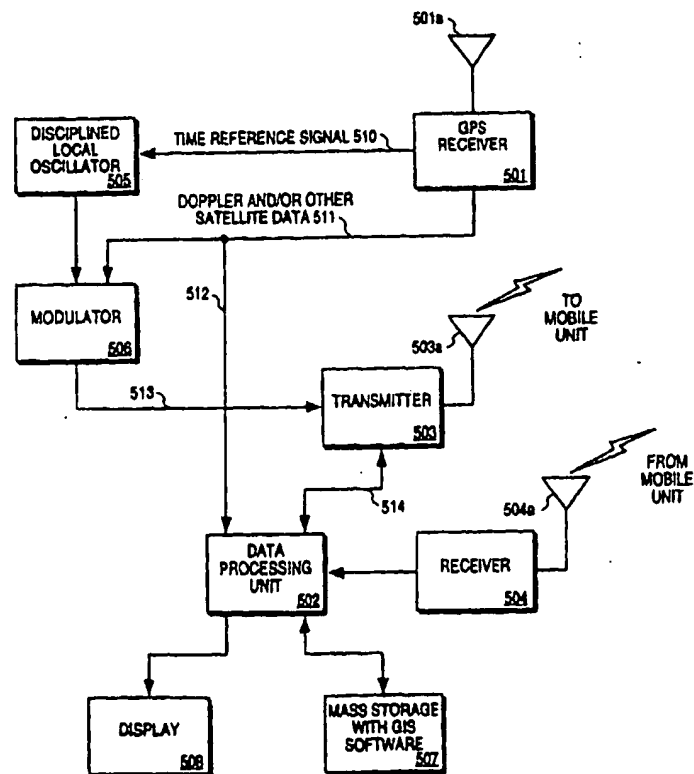 501a
GPS
RECEIVER
501
DISCIPLINED
LOCAL
OSCILLATOR
505
TIME REFERENCE SIGNAL 510
DOPPLER AND/OR OTHER
SATELLITE DATA 511
512
MODULATOR
506
TO
MOBILE
UNIT
503a
513
TRANSMITTER
503
FROM
MOBILE
UNIT
504a
514
DATA
PROCESSING
UNIT
502
RECEIVER
504
DISPLAY
508
MASS STORAGE
WITH GIS
SOFTWARE
507